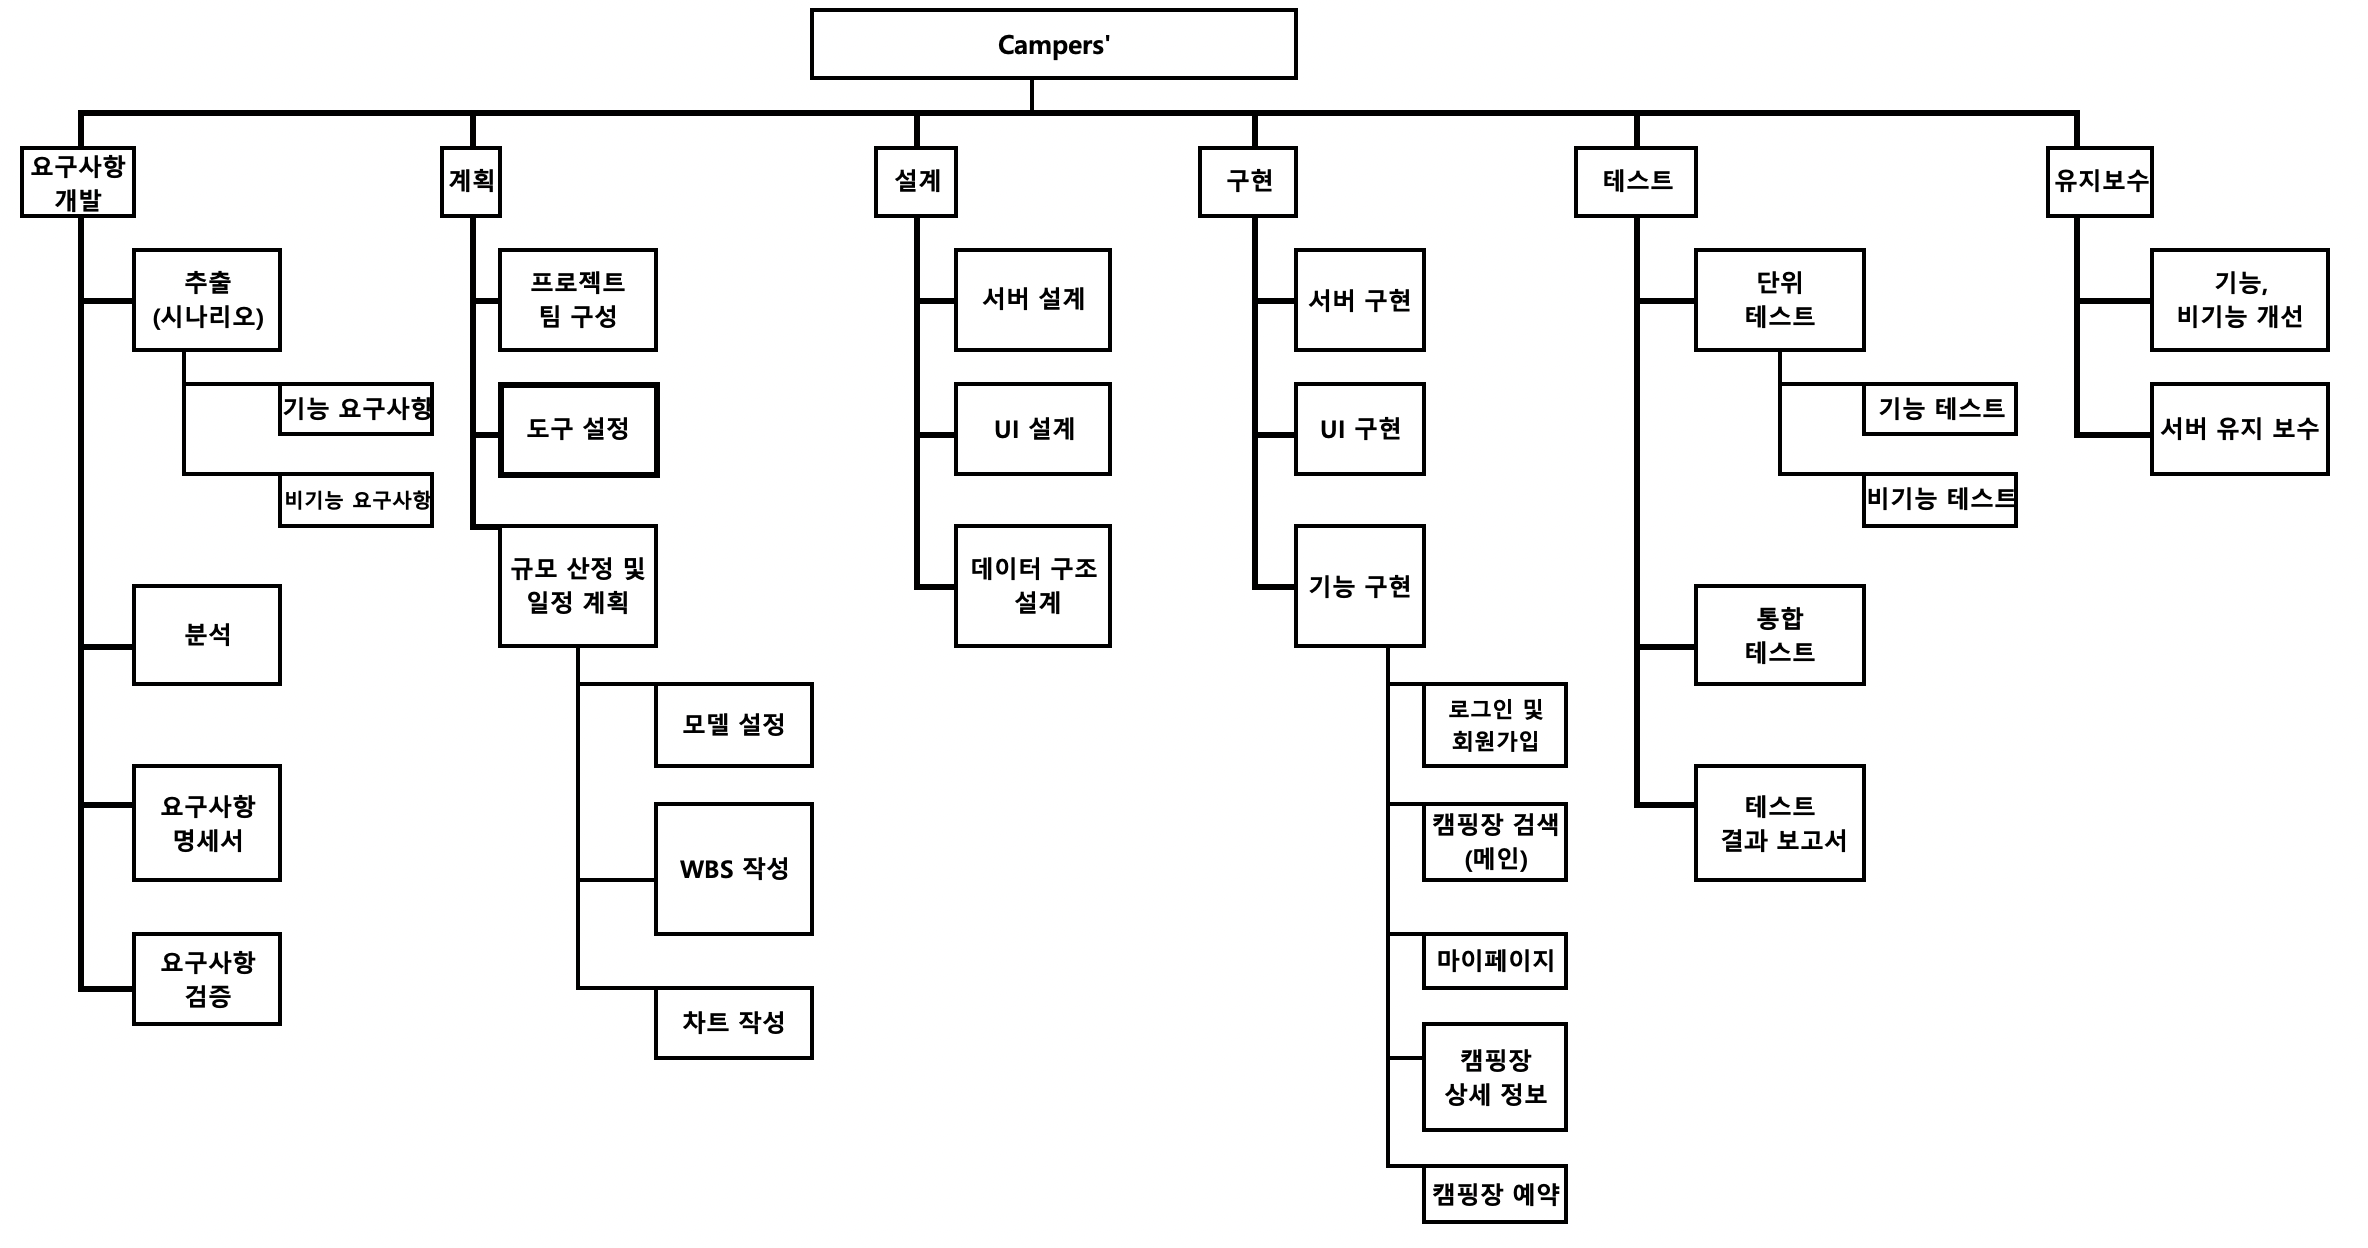 Campers'
요구사항
개발
추출
(시나리오)
기능 요구사항
비기능 요구사항
분석
요구사항
명세서
요구사항
검증
계획
프로젝트
팀 구성
도구 설정
규모 산정 및
일정 계획
모델 설정
WBS 작성
차트 작성
설계
서버 설계
UI 설계
데이터 구조
설계
구현
서버 구현
UI 구현
기능 구현
로그인 및
회원가입
캠핑장 검색
(메인)
마이페이지
캠핑장
상세 정보
캠핑장 예약
테스트
단위
테스트
기능 테스트
비기능 테스트
통합
테스트
테스트
결과 보고서
유지보수
기능,
비기능 개선
서버 유지 보수